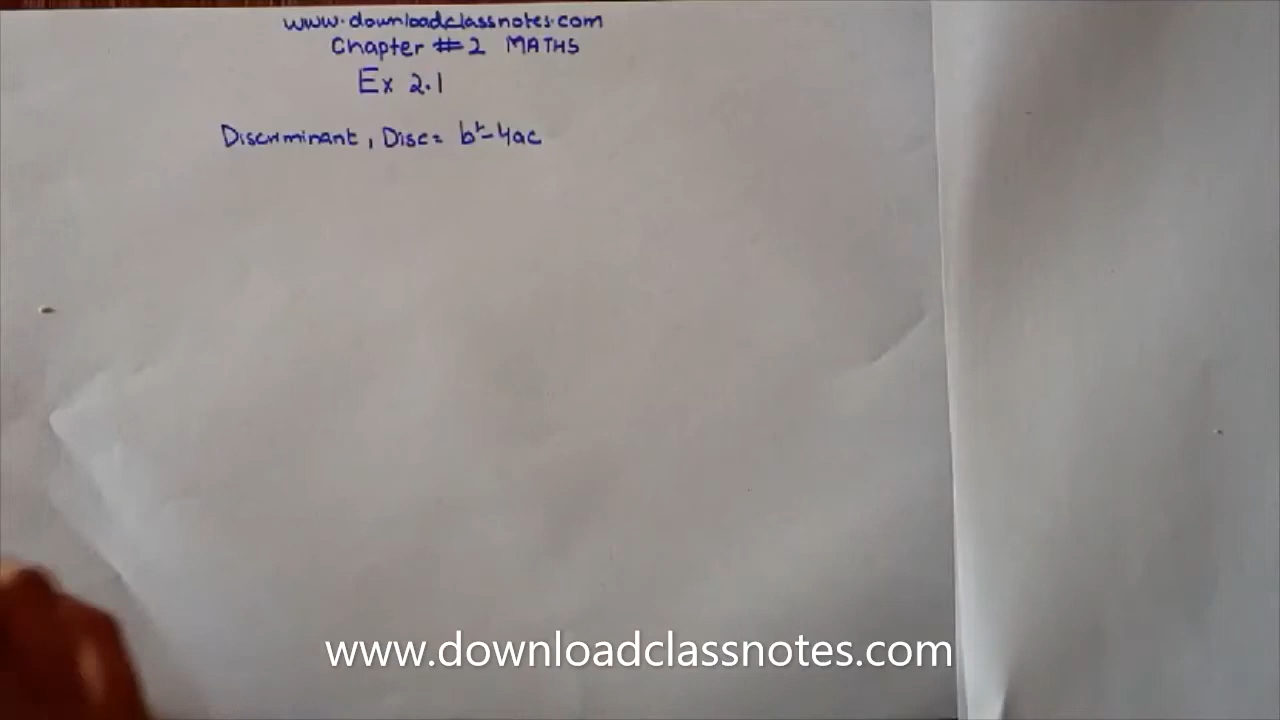 www.downloadclassnotes.com
Chapter # 2 MATHS
Ex 2.1
Discriminant, Disc = b²-4ac
www.downloadclassnotes.com